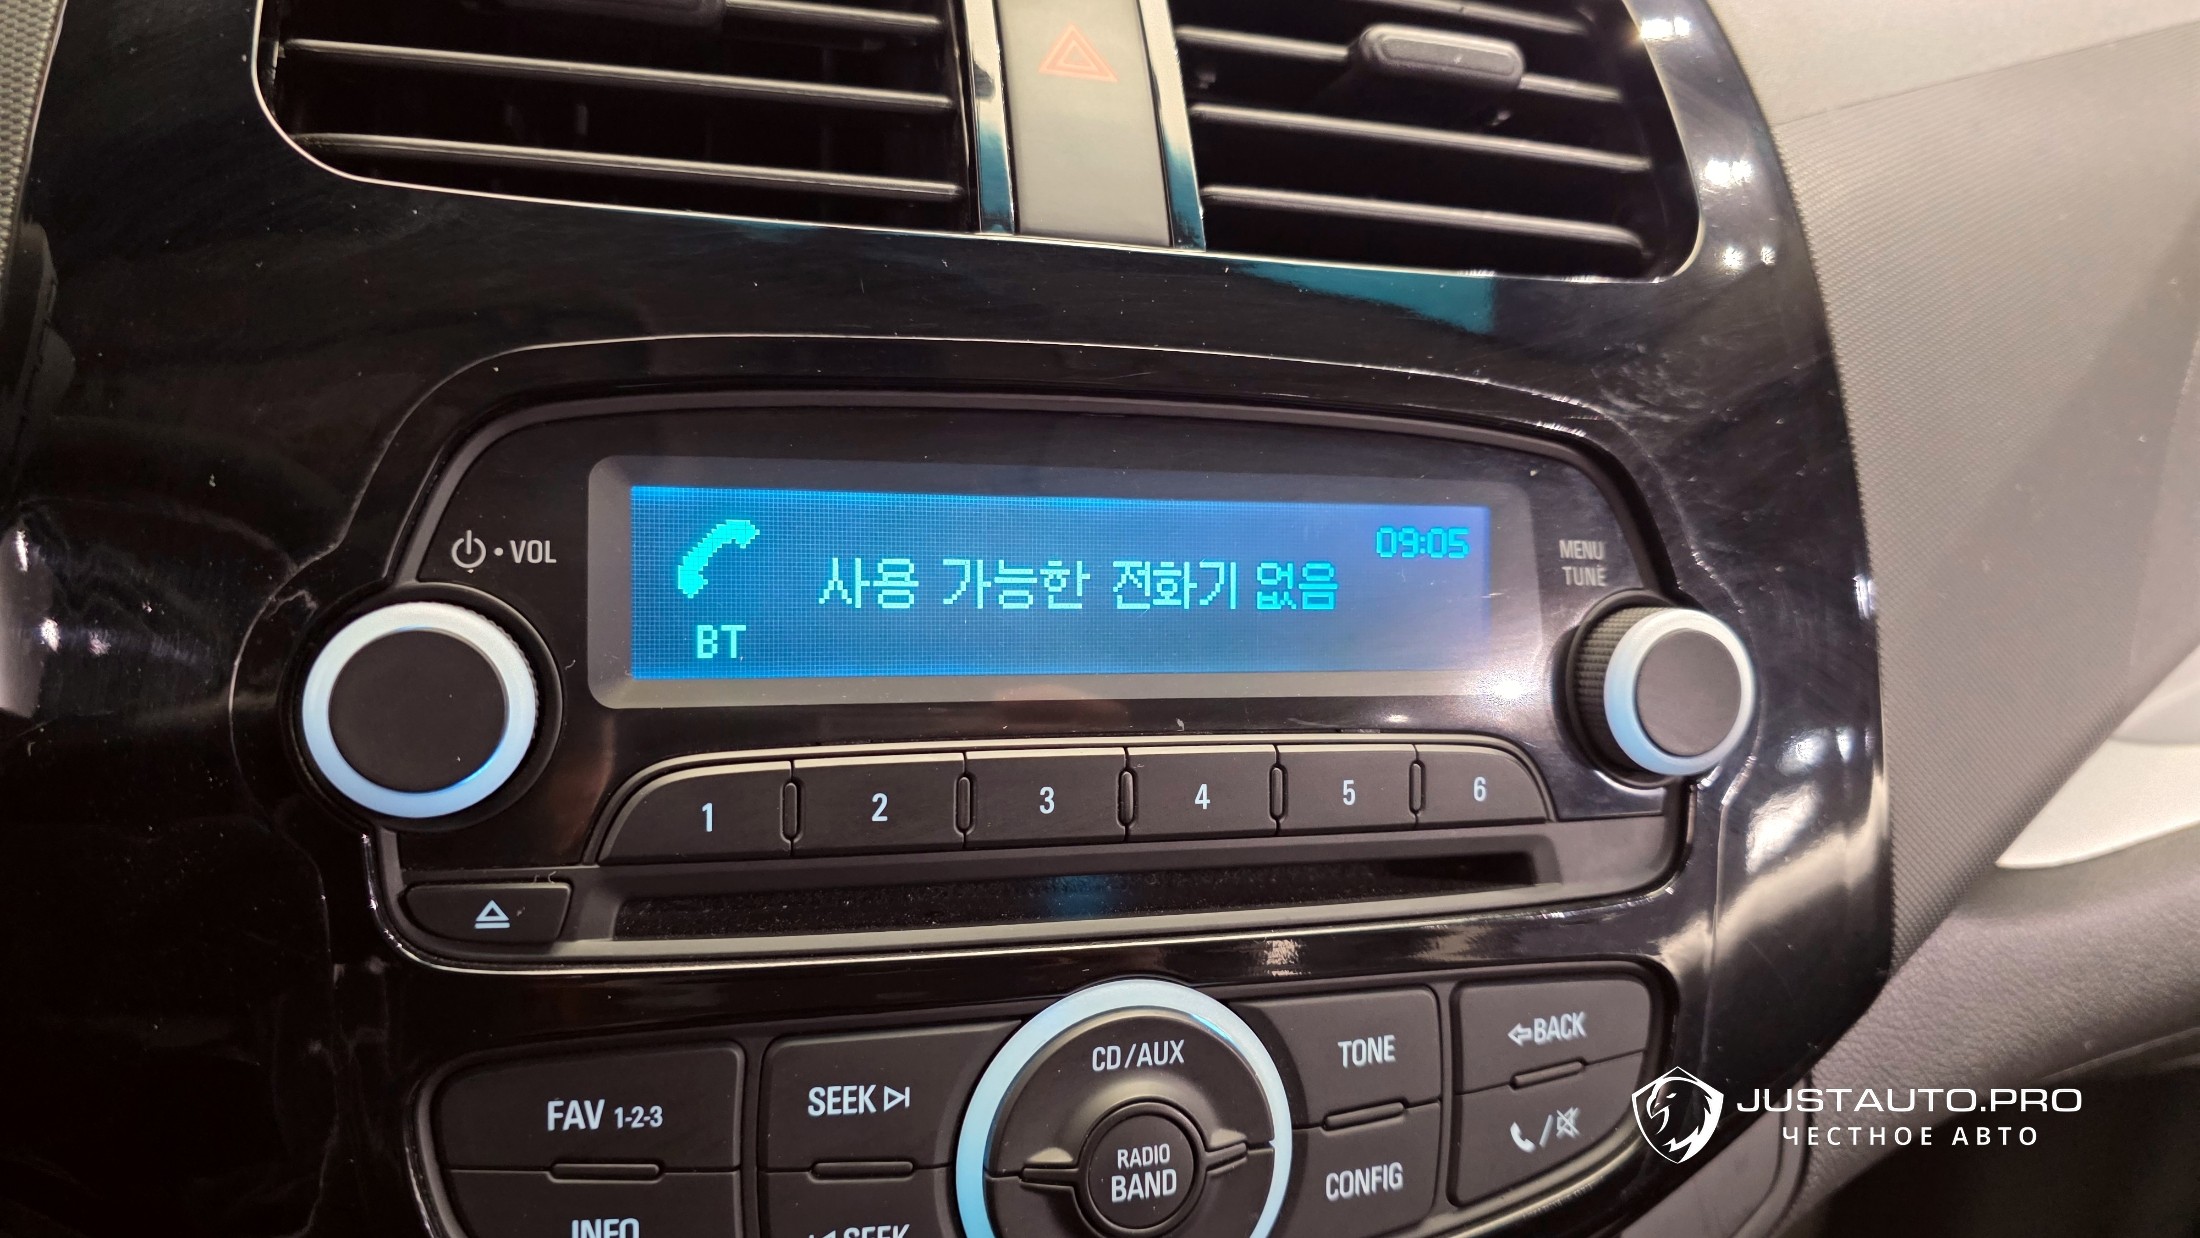 VOL
09:05
MENU
TUNE
사용 가능한 전화기 없음
BT
1 2 3 4 5 6
CD/AUX
TONE
BACK
FAV 1-2-3
SEEK
RADIO
BAND
CONFIG
INFO
SEEK
JUSTAUTO.PRO
ЧЕСТНОЕ АВТО